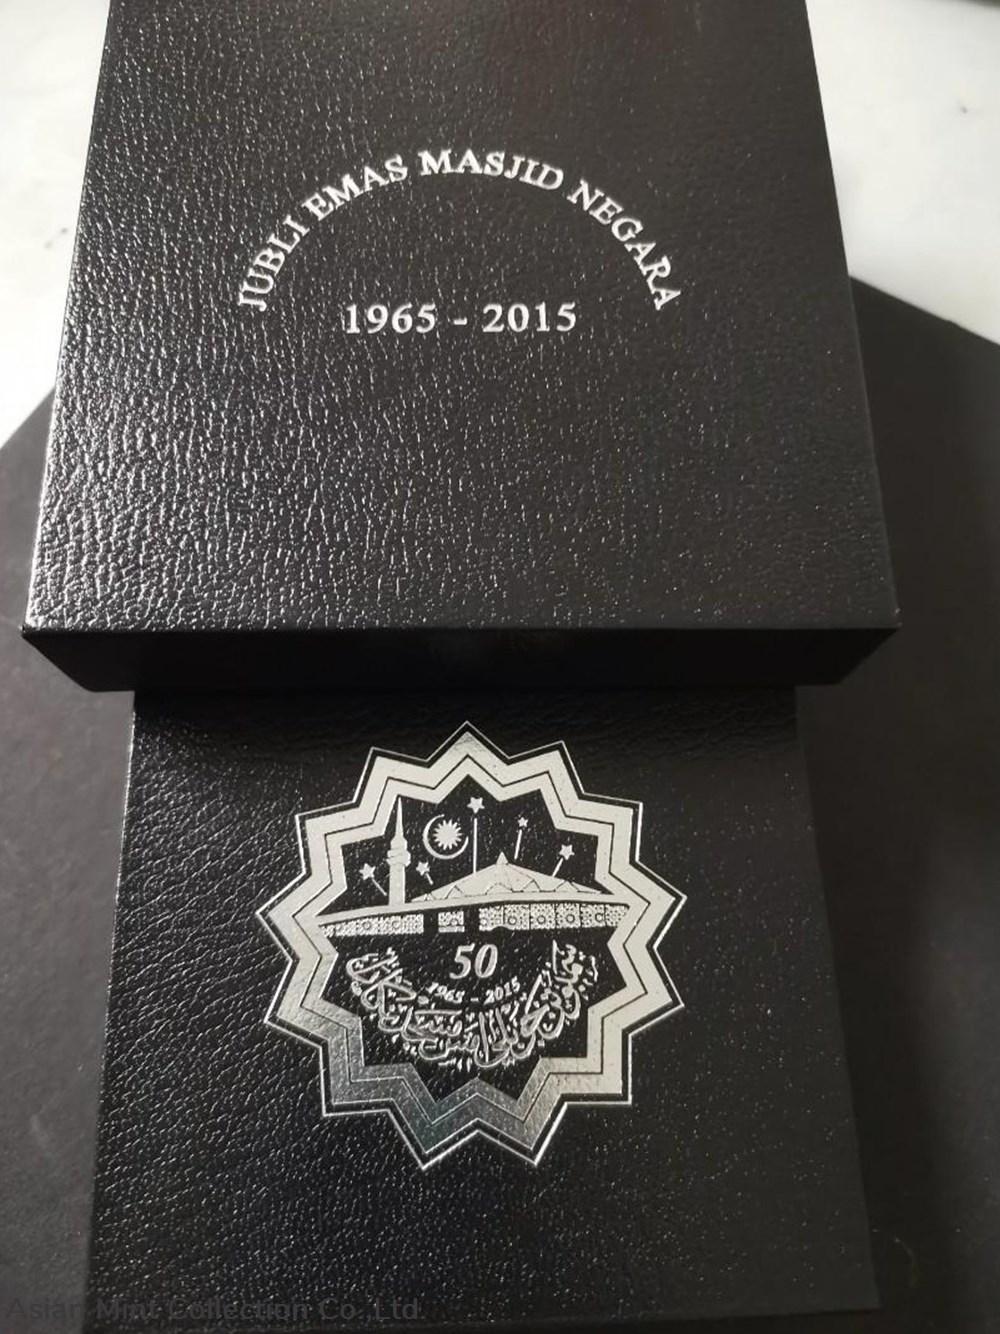 JUBLI EMAS MASJID NEGARA
1965 - 2015
50
1965 - 2015
Asian Mint Collection Co.,Ltd